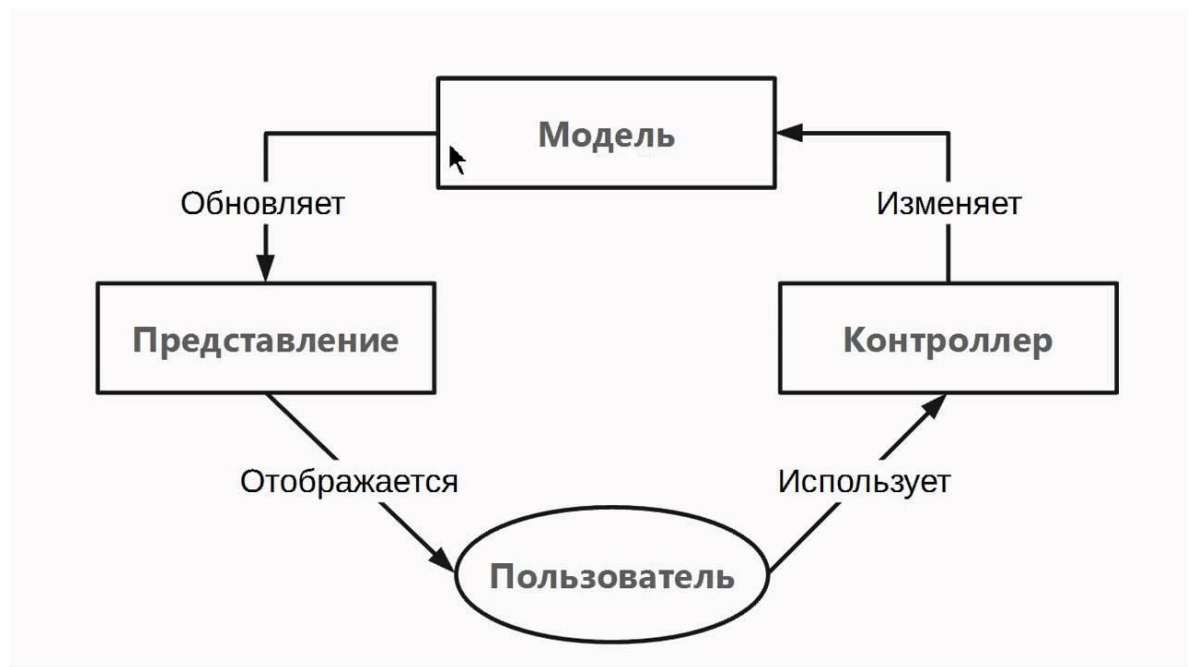 Модель
Обновляет
Изменяет
Представление
Контроллер
Отображается
Использует
Пользователь